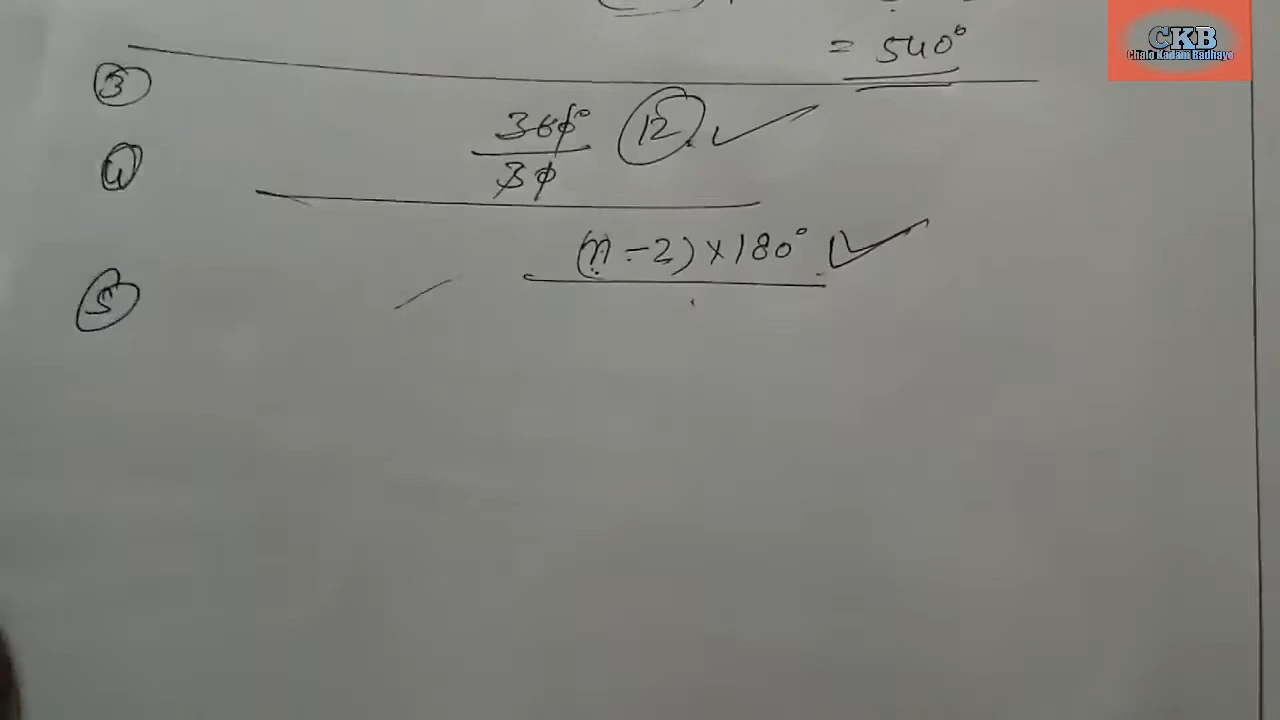 = 540°
CKB
Chalo Kadam Badhaye
3
360° 12
30
4
(n-2)×180°
5